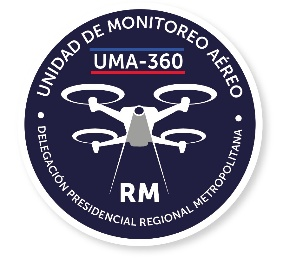 UNIDAD DE MONITOREO AÉREO
UMA-360
RM
• DELEGACIÓN PRESIDENCIAL REGIONAL METROPOLITANA •